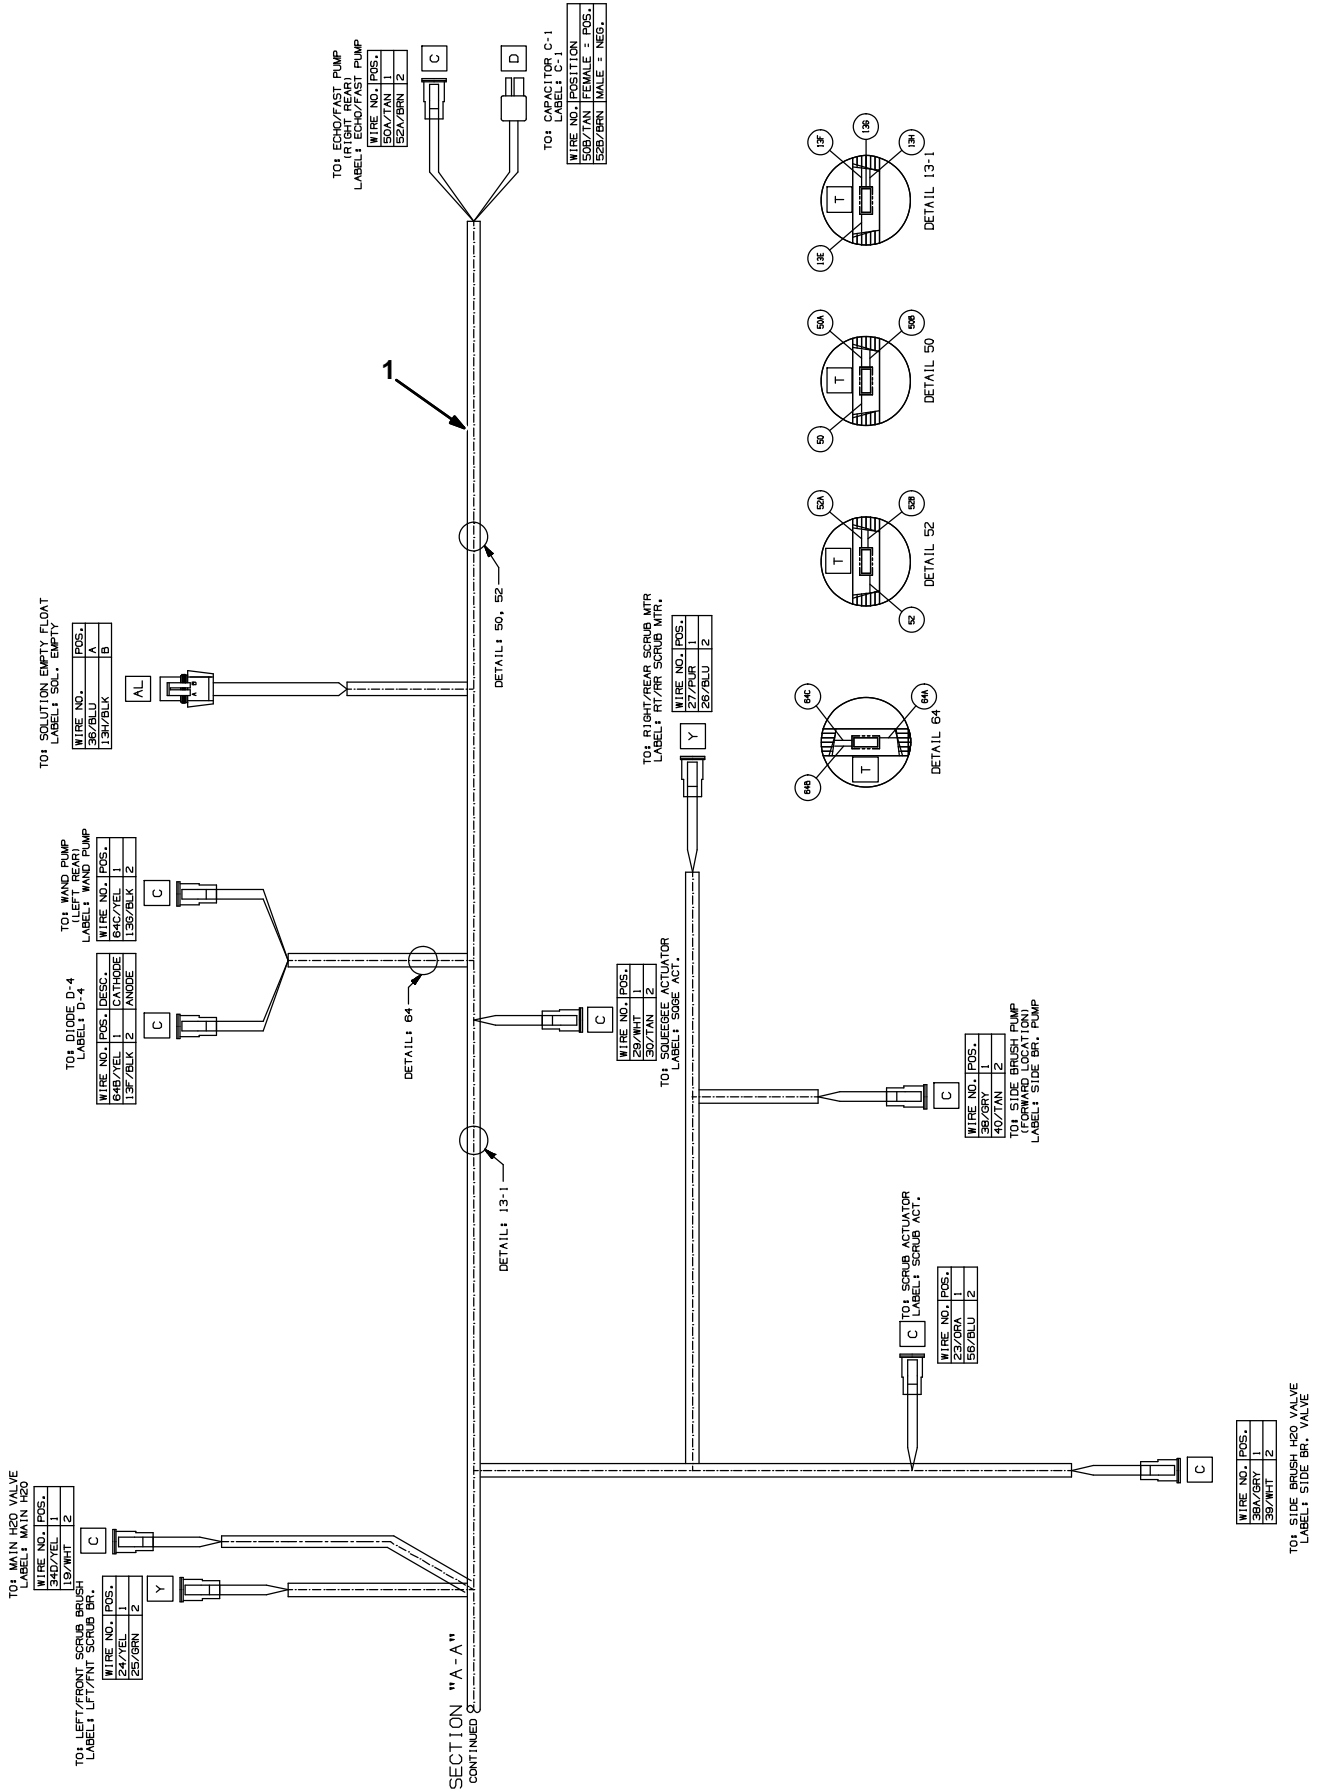 TO: MAIN H2O VALVE
LABEL: MAIN H2O
WIRE NO. POS.
34D/YEL 1
19/WHT 2
C
TO: LEFT/FRONT SCRUB BRUSH
LABEL: LFT/FNT SCRUB BR.
WIRE NO. POS.
24/YEL 1
25/GRN 2
Y
SECTION "A-A"
CONTINUED
TO: DIODE D-4
LABEL: D-4
WIRE NO. POS. DESC.
64B/YEL 1 CATHODE
13F/BLK 2 ANODE
C
TO: WAND PUMP
(LEFT REAR)
LABEL: WAND PUMP
WIRE NO. POS.
64C/YEL 1
13G/BLK 2
C
TO: SOLUTION EMPTY FLOAT
LABEL: SOL. EMPTY
WIRE NO. POS.
36/BLU A
13H/BLK B
AL
A
B
TO: ECHO/FAST PUMP
(RIGHT REAR)
LABEL: ECHO/FAST PUMP
WIRE NO. POS.
50A/TAN 1
52A/BRN 2
C
D
TO: CAPACITOR C-1
LABEL: C-1
WIRE NO. POSITION
50B/TAN FEMALE = POS.
52B/BRN MALE = NEG.
1
DETAIL: 13-1
DETAIL: 64
DETAIL: 50, 52
C
WIRE NO. POS.
29/WHT 1
30/TAN 2
TO: SQUEEGEE ACTUATOR
LABEL: SQGE ACT.
TO: RIGHT/REAR SCRUB MTR
LABEL: RT/RR SCRUB MTR.
WIRE NO. POS.
27/PUR 1
26/BLU 2
Y
C
WIRE NO. POS.
38/GRY 1
40/TAN 2
TO: SIDE BRUSH PUMP
(FORWARD LOCATION)
LABEL: SIDE BR. PUMP
TO: SCRUB ACTUATOR
LABEL: SCRUB ACT.
C
WIRE NO. POS.
23/ORA 1
56/BLU 2
C
WIRE NO. POS.
38A/GRY 1
39/WHT 2
TO: SIDE BRUSH H2O VALVE
LABEL: SIDE BR. VALVE
64B
64C
64A
T
DETAIL 64
52A
52B
52
T
DETAIL 52
50A
50B
50
T
DETAIL 50
13E
13F
13G
13H
T
DETAIL 13-1